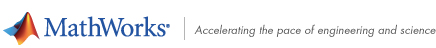 MathWorks® Accelerating the pace of engineering and science